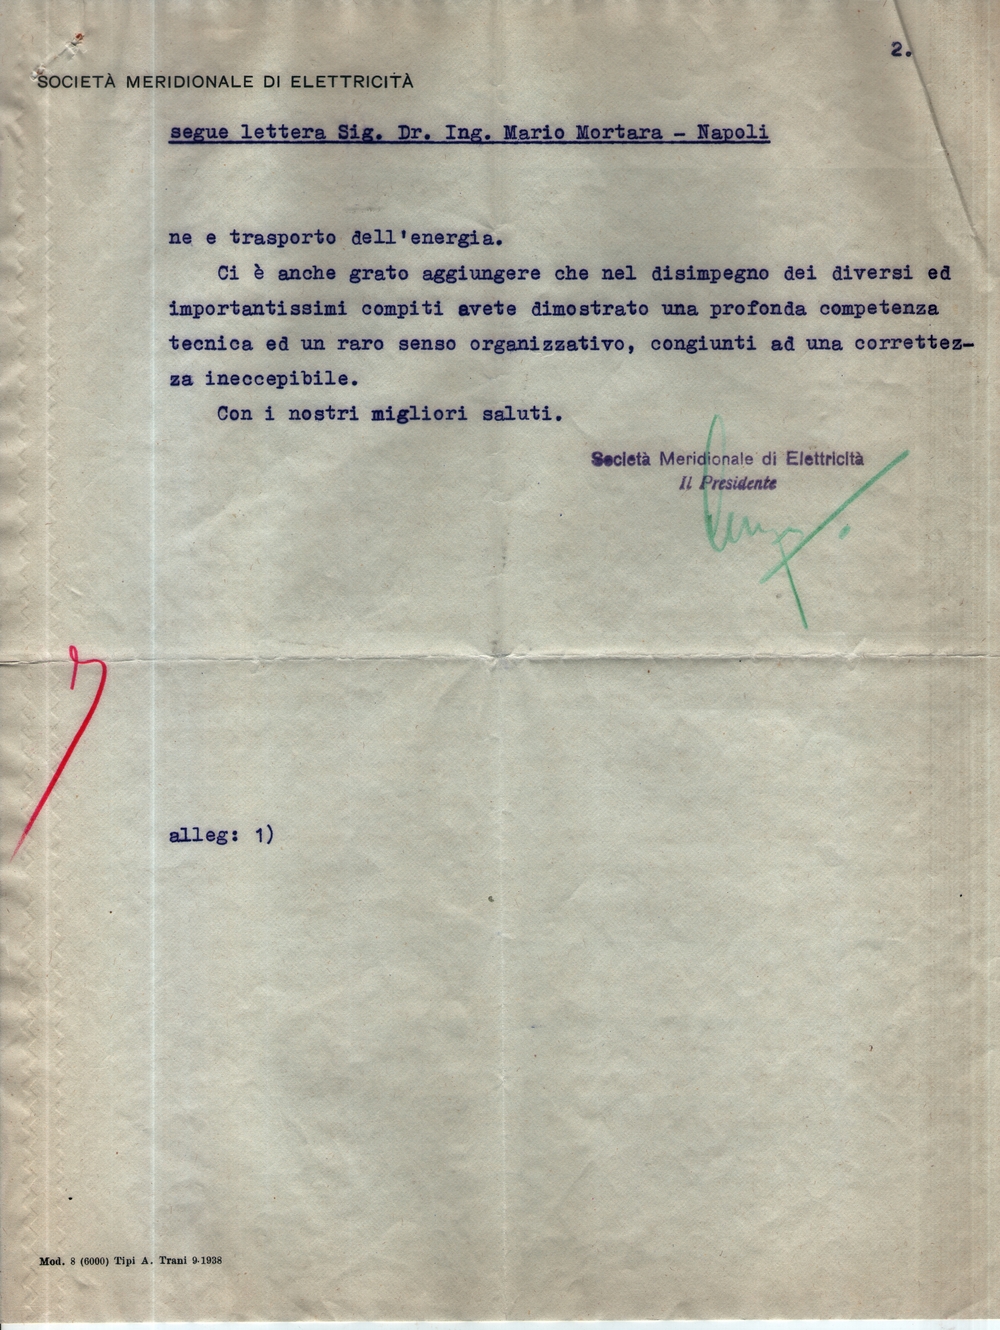 2.
SOCIETÀ MERIDIONALE DI ELETTRICITÀ
segue lettera Sig. Dr. Ing. Mario Mortara - Napoli
ne e trasporto dell'energia.
Ci è anche grato aggiungere che nel disimpegno dei diversi ed
importantissimi compiti avete dimostrato una profonda competenza
tecnica ed un raro senso organizzativo, congiunti ad una correttez-
za ineccepibile.
Con i nostri migliori saluti.
Società Meridionale di Elettricità
Il Presidente
alleg: 1)
Mod. 8 (6000) Tipi A. Trani 9-1938